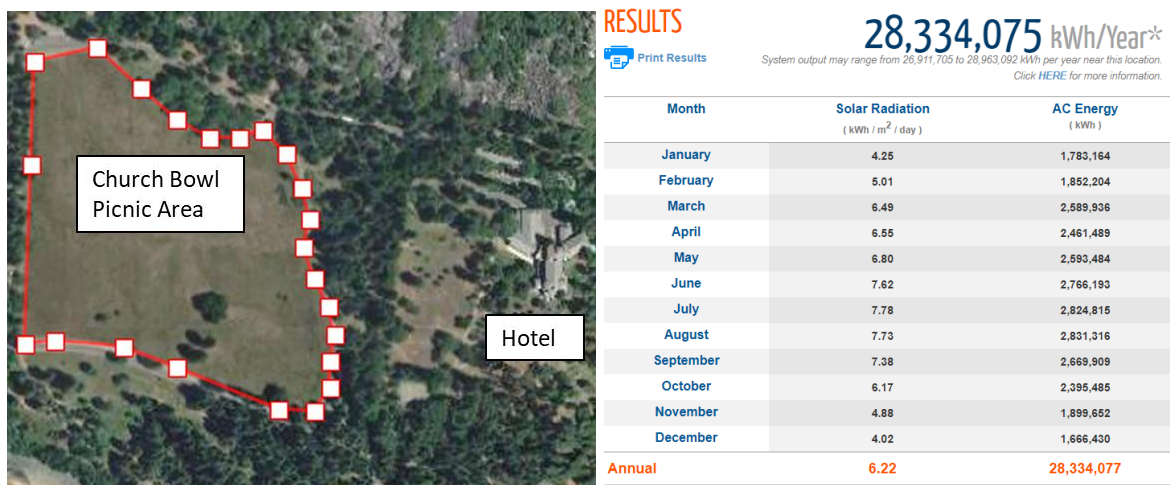 Church Bowl
Picnic Area
Hotel
RESULTS
Print Results
28,334,075 kWh/Year*
System output may range from 26,911,705 to 28,963,092 kWh per year near this location.
Click HERE for more information.
Month Solar Radiation AC Energy
( kWh / m2 / day ) ( kWh )
January 4.25 1,783,164
February 5.01 1,852,204
March 6.49 2,589,936
April 6.55 2,461,489
May 6.80 2,593,484
June 7.62 2,766,193
July 7.78 2,824,815
August 7.73 2,831,316
September 7.38 2,669,909
October 6.17 2,395,485
November 4.88 1,899,652
December 4.02 1,666,430
Annual 6.22 28,334,077